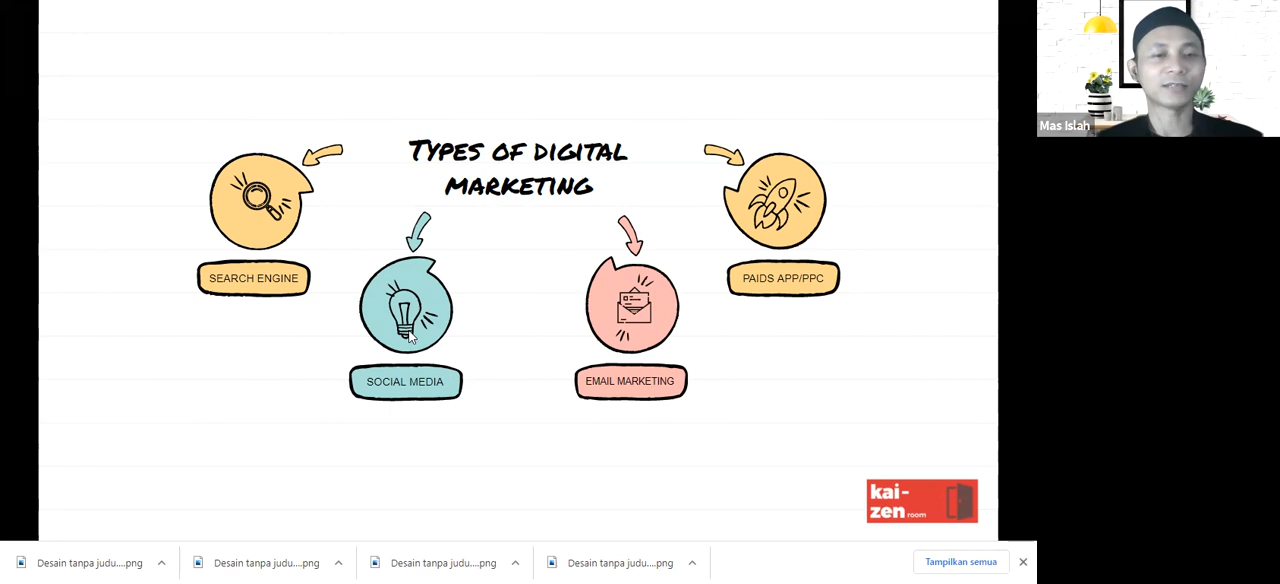 Mas Islah
TYPES OF DIGITAL
MARKETING
SEARCH ENGINE
PAIDS APP/PPC
SOCIAL MEDIA
EMAIL MARKETING
kai-
zen room
Desain tanpa judu....png
Desain tanpa judu....png
Desain tanpa judu....png
Desain tanpa judu....png
Tampilkan semua